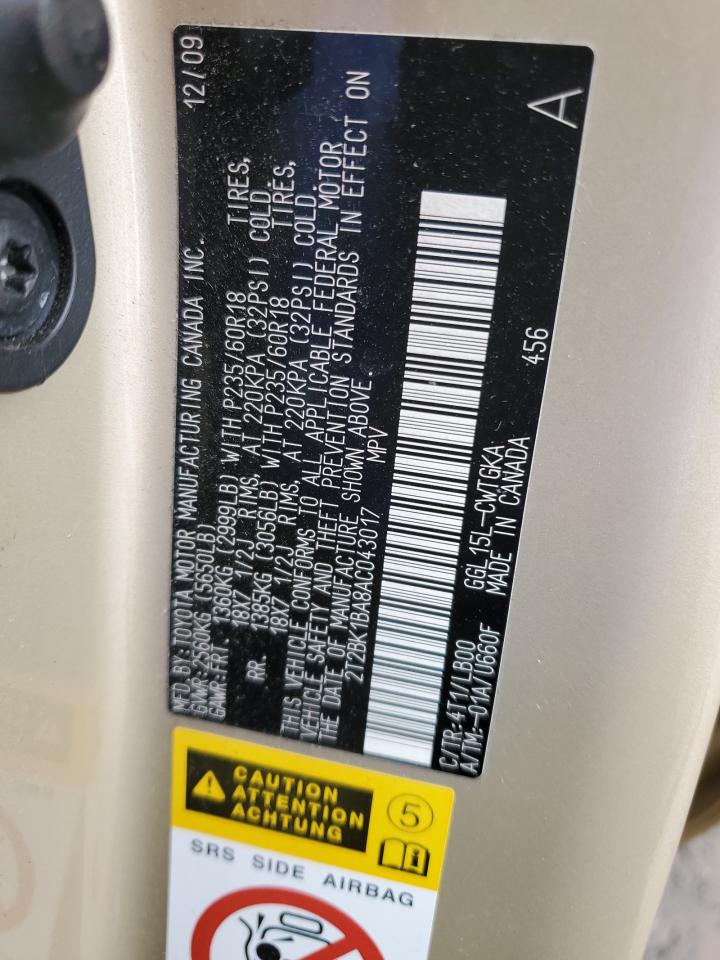 MFD. BY:TOYOTA MOTOR MANUFACTURING CANADA INC. 12/09
GVWR:2560KG (5650LB)
GAWR:FRT. 1360KG (2999LB) WITH P235/60R18 TIRES,
18X7 1/2J RIMS, AT 220KPA (32PSI) COLD.
RR. 1385KG (3056LB) WITH P235/60R18 TIRES,
18X7 1/2J RIMS, AT 220KPA (32PSI) COLD.
THIS VEHICLE CONFORMS TO ALL APPLICABLE FEDERAL MOTOR
VEHICLE SAFETY AND THEFT PREVENTION STANDARDS IN EFFECT ON
THE DATE OF MANUFACTURE SHOWN ABOVE.
2T2BK1BA8AC043017 MPV
C/TR:4T1/LB00 GGL15L-CWTGKA 456
A/TM:-01A/U660F MADE IN CANADA
A
CAUTION
ATTENTION
ACHTUNG
5
SRS SIDE AIRBAG